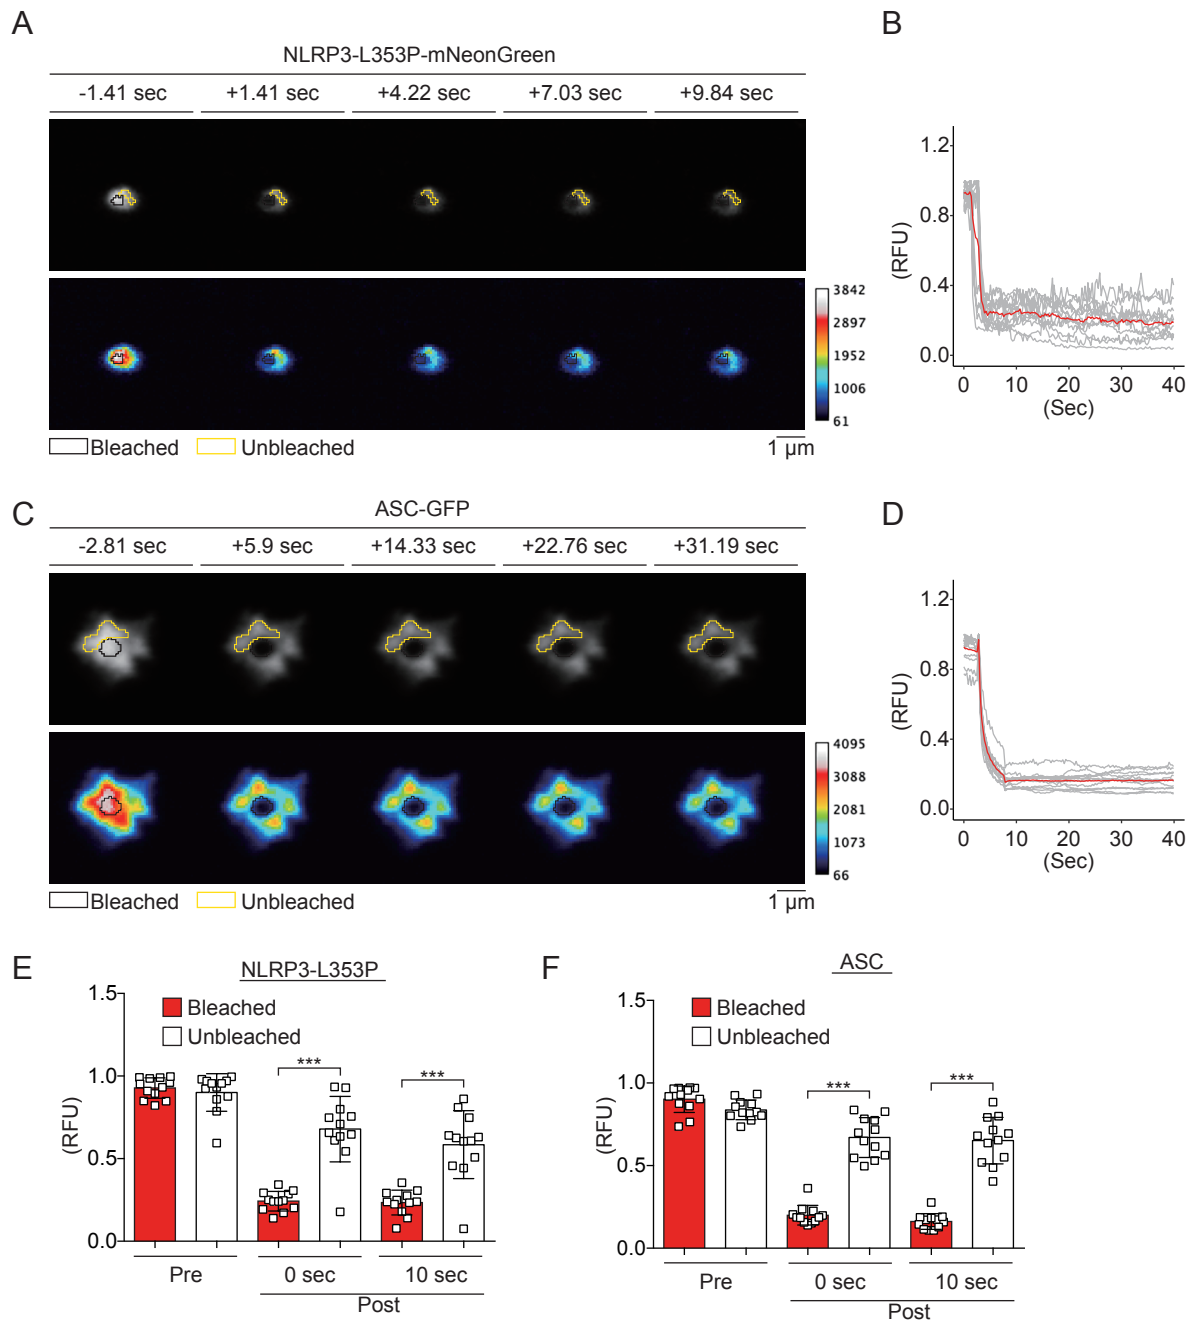 A
NLRP3-L353P-mNeonGreen
-1.41 sec +1.41 sec +4.22 sec +7.03 sec +9.84 sec
3842
2897
1952
1006
61
Bleached Unbleached
1 µm
B
1.2
0.8
0.4
0.0
(RFU)
0 10 20 30 40
(Sec)
C
ASC-GFP
-2.81 sec +5.9 sec +14.33 sec +22.76 sec +31.19 sec
4095
3088
2081
1073
66
Bleached Unbleached
1 µm
D
1.2
0.8
0.4
0.0
(RFU)
0 10 20 30 40
(Sec)
E
NLRP3-L353P
1.5
1.0
0.5
0.0
(RFU)
Bleached
Unbleached
*** ***
Pre 0 sec 10 sec
Post
F
ASC
1.5
1.0
0.5
0.0
(RFU)
Bleached
Unbleached
*** ***
Pre 0 sec 10 sec
Post